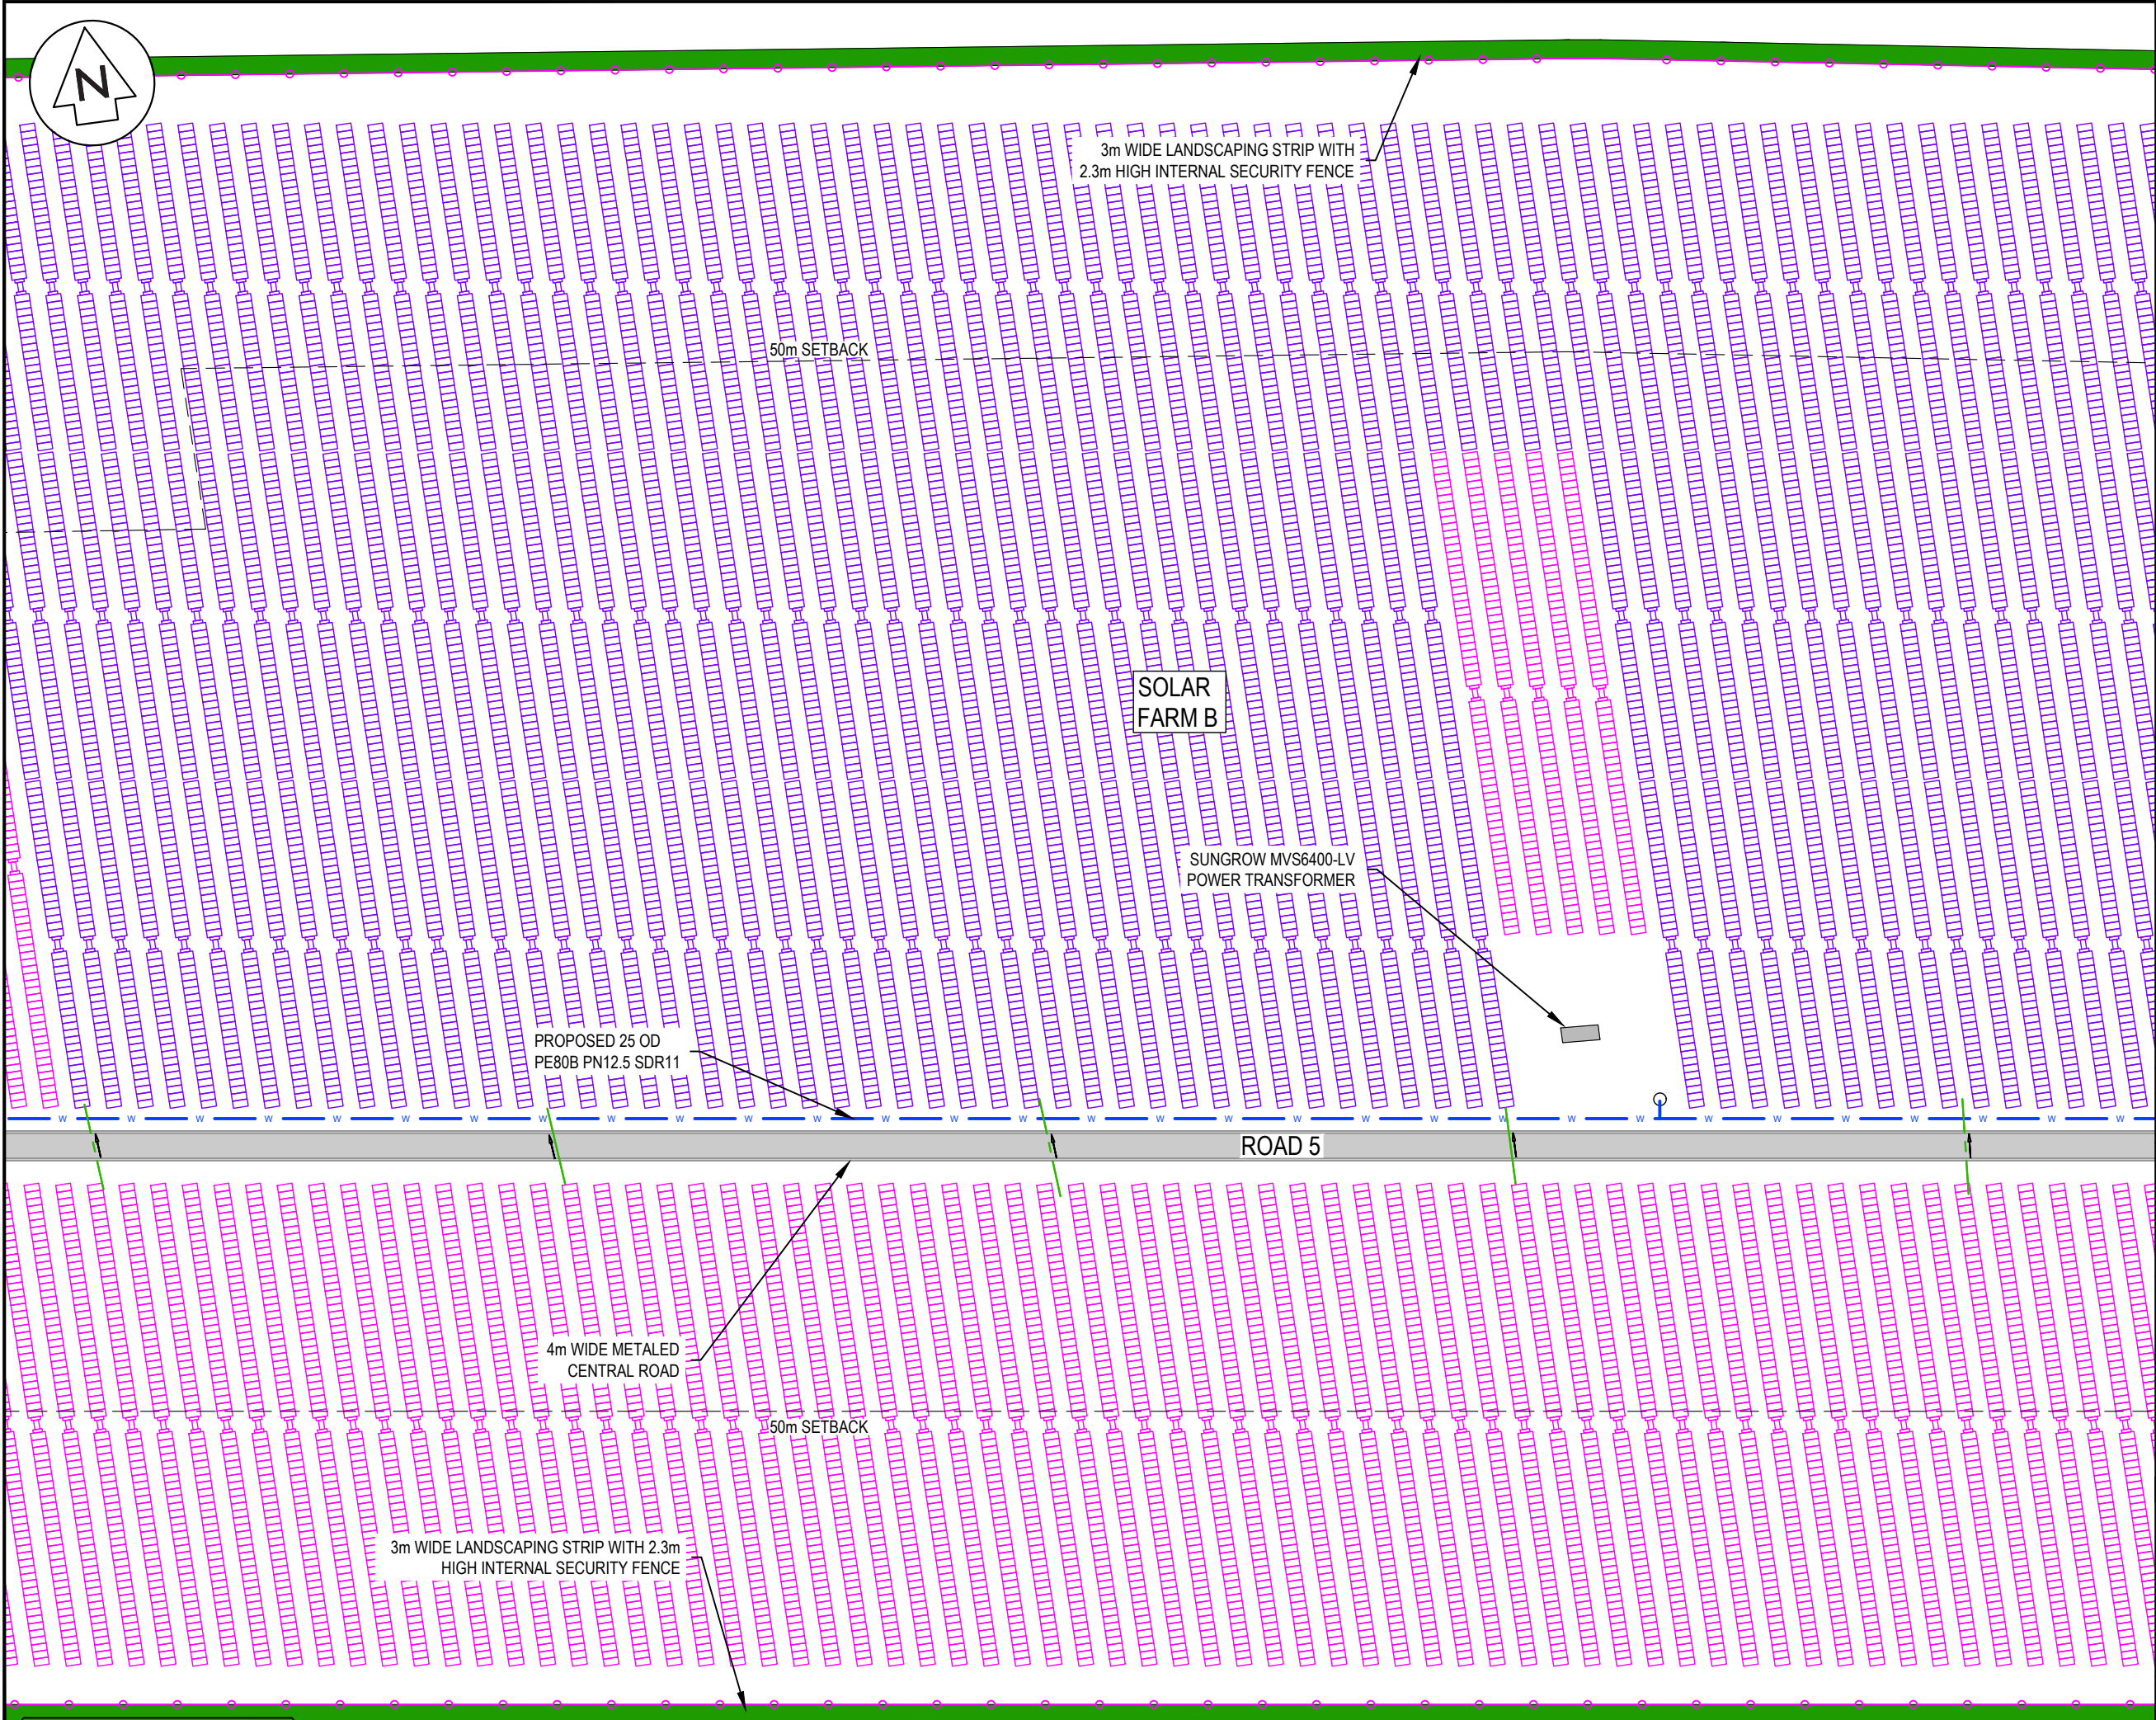 N
3m WIDE LANDSCAPING STRIP WITH
2.3m HIGH INTERNAL SECURITY FENCE
50m SETBACK
SOLAR
FARM B
SUNGROW MVS6400-LV
POWER TRANSFORMER
PROPOSED 25 OD
PE80B PN12.5 SDR11
W W W W W W W W W W W W W W W W W W W W W W W W W W W W W W W
ROAD 5
4m WIDE METALED
CENTRAL ROAD
50m SETBACK
3m WIDE LANDSCAPING STRIP WITH 2.3m
HIGH INTERNAL SECURITY FENCE